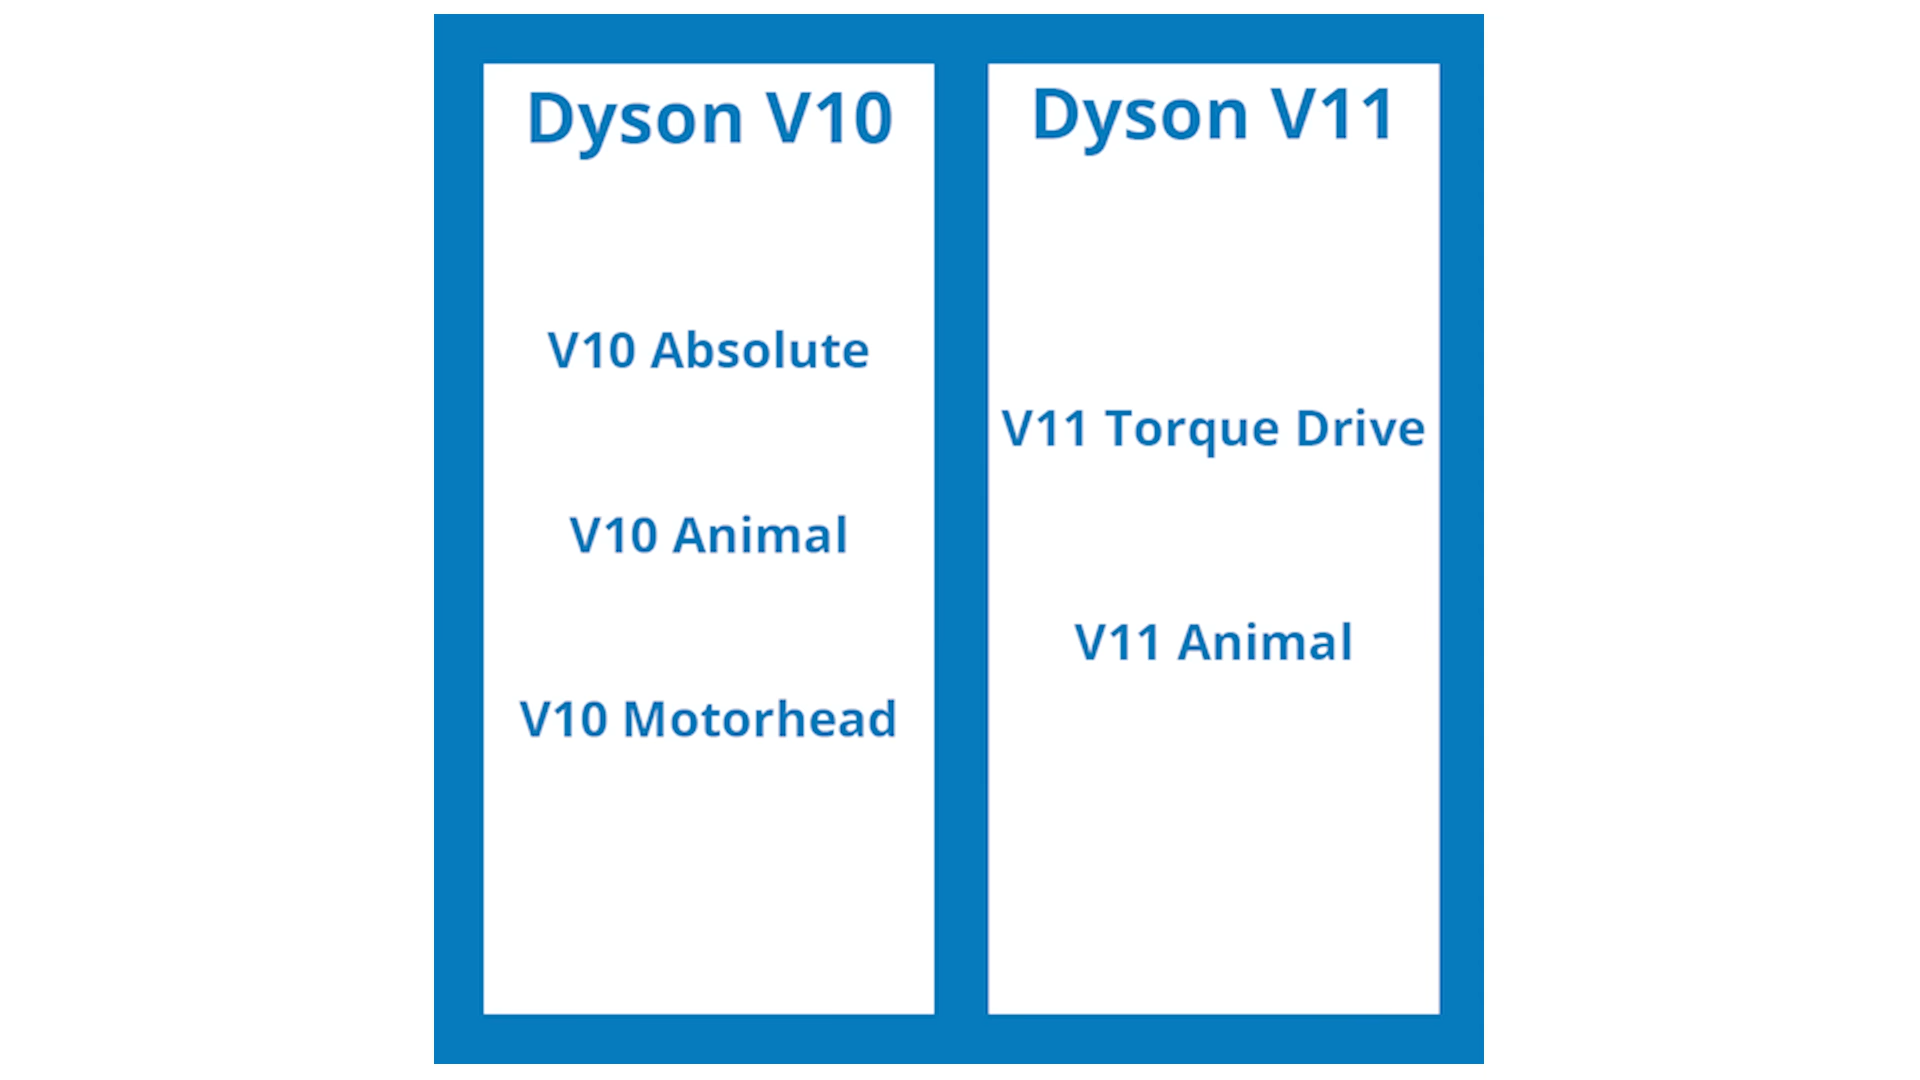 Dyson V10
V10 Absolute
V10 Animal
V10 Motorhead
Dyson V11
V11 Torque Drive
V11 Animal